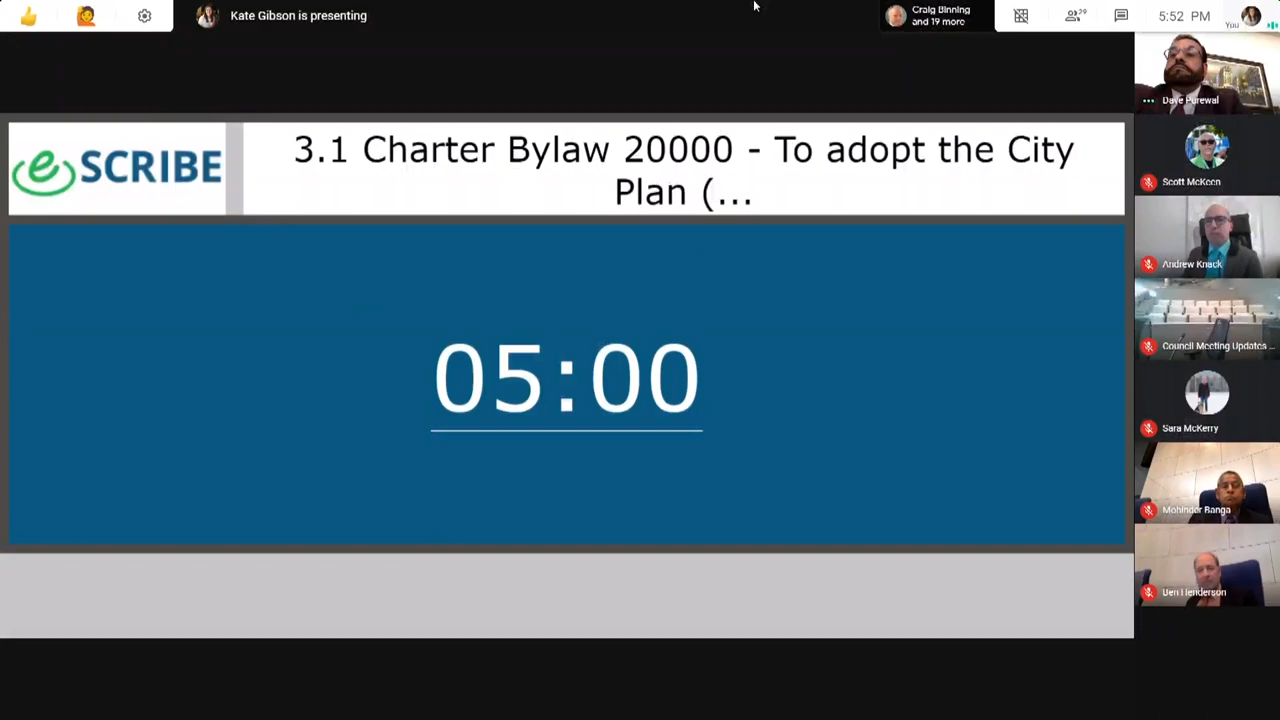 Kate Gibson is presenting
Craig Binning
and 19 more
29
5:52 PM
You
eSCRIBE
3.1 Charter Bylaw 20000 - To adopt the City
Plan (...
05:00
Dave Purewal
Scott McKeen
Andrew Knack
Council Meeting Updates ...
Sara McKerry
Mohinder Banga
Ben Henderson